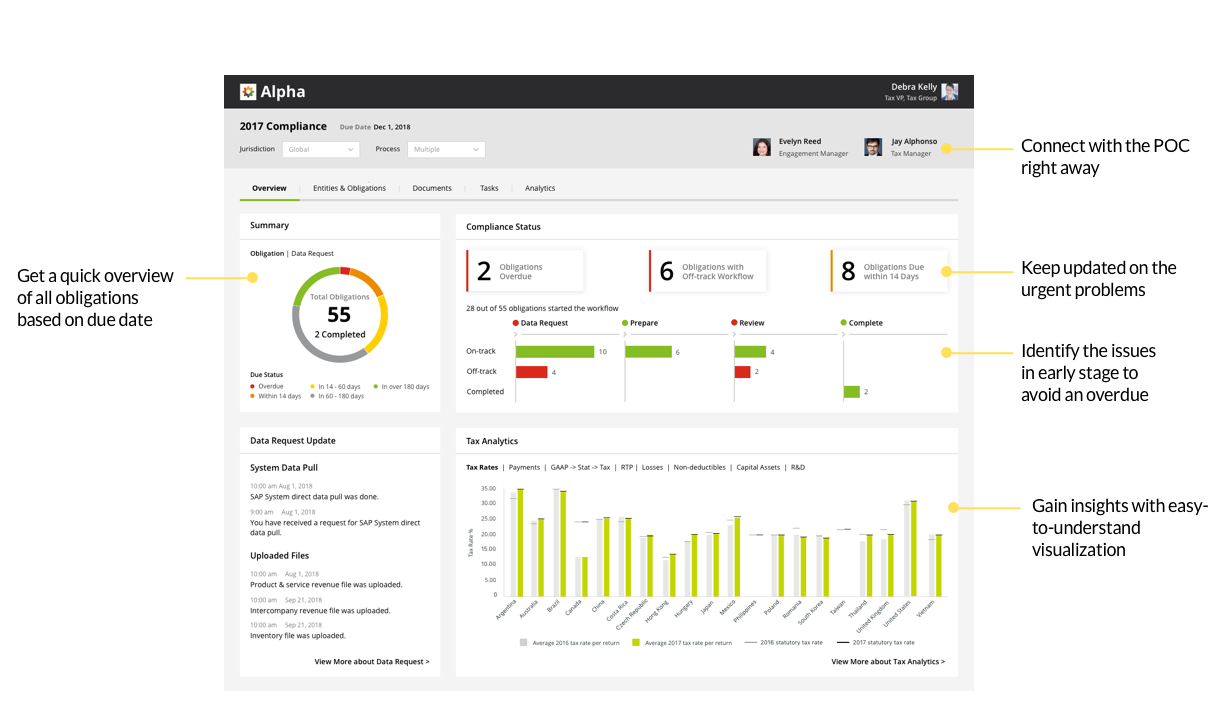 Alpha
Debra Kelly
Tax VP, Tax Group
2017 Compliance Due Date Dec 1, 2018
Jurisdiction Global Process Multiple
Evelyn Reed
Engagement Manager
Jay Alphonso
Tax Manager
Connect with the POC
right away
Overview | Entities & Obligations | Documents | Tasks | Analytics
Summary
Obligation | Data Request
Total Obligations
55
2 Completed
Due Status
Overdue In 14 - 60 days In over 180 days
Within 14 days In 60 - 180 days
Get a quick overview
of all obligations
based on due date
Compliance Status
2 Obligations
Overdue
6 Obligations with
Off-track Workflow
8 Obligations Due
within 14 Days
Keep updated on the
urgent problems
28 out of 55 obligations started the workflow
Data Request Prepare Review Complete
On-track 10 6 4
Off-track 4 2
Completed 2
Identify the issues
in early stage to
avoid an overdue
Data Request Update
System Data Pull
10:00 am Aug 1, 2018
SAP System direct data pull was done.
9:00 am Aug 1, 2018
You have received a request for SAP System direct
data pull.
Uploaded Files
10:00 am Aug 1, 2018
Product & service revenue file was uploaded.
10:00 am Sep 21, 2018
Intercompany revenue file was uploaded.
10:00 am Sep 21, 2018
Inventory file was uploaded.
View More about Data Request >
Tax Analytics
Tax Rates | Payments | GAAP -> Stat -> Tax | RTP | Losses | Non-deductibles | Capital Assets | R&D
Tax Rate %
35.00
30.00
25.00
20.00
15.00
10.00
5.00
0
Argentina
Australia
Brazil
Canada
China
Costa Rica
Czech Republic
Hong Kong
Hungary
Japan
Mexico
Philippines
Poland
Romania
South Korea
Taiwan
Thailand
United Kingdom
United States
Vietnam
Average 2016 tax rate per return Average 2017 tax rate per return 2016 statutory tax rate 2017 statutory tax rate
View More about Tax Analytics >
Gain insights with easy-
to-understand
visualization